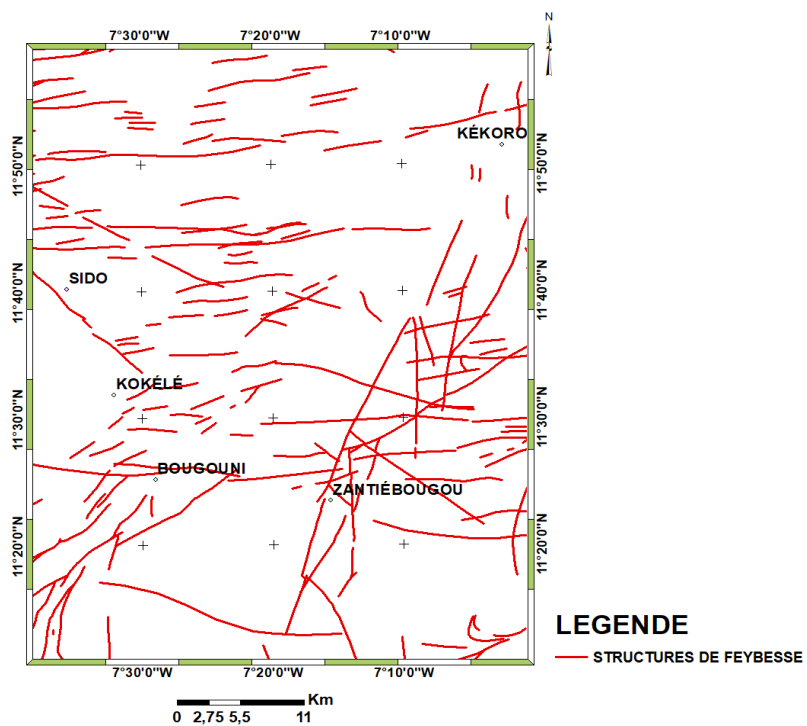 7°30'0"W 7°20'0"W 7°10'0"W
N
KÉKORO
11°50'0"N 11°50'0"N
SIDO
11°40'0"N 11°40'0"N
KOKÉLÉ
11°30'0"N 11°30'0"N
BOUGOUNI
ZANTIÉBOUGOU
11°20'0"N 11°20'0"N
LEGENDE
STRUCTURES DE FEYBESSE
7°30'0"W 7°20'0"W 7°10'0"W
Km
0 2,75 5,5 11